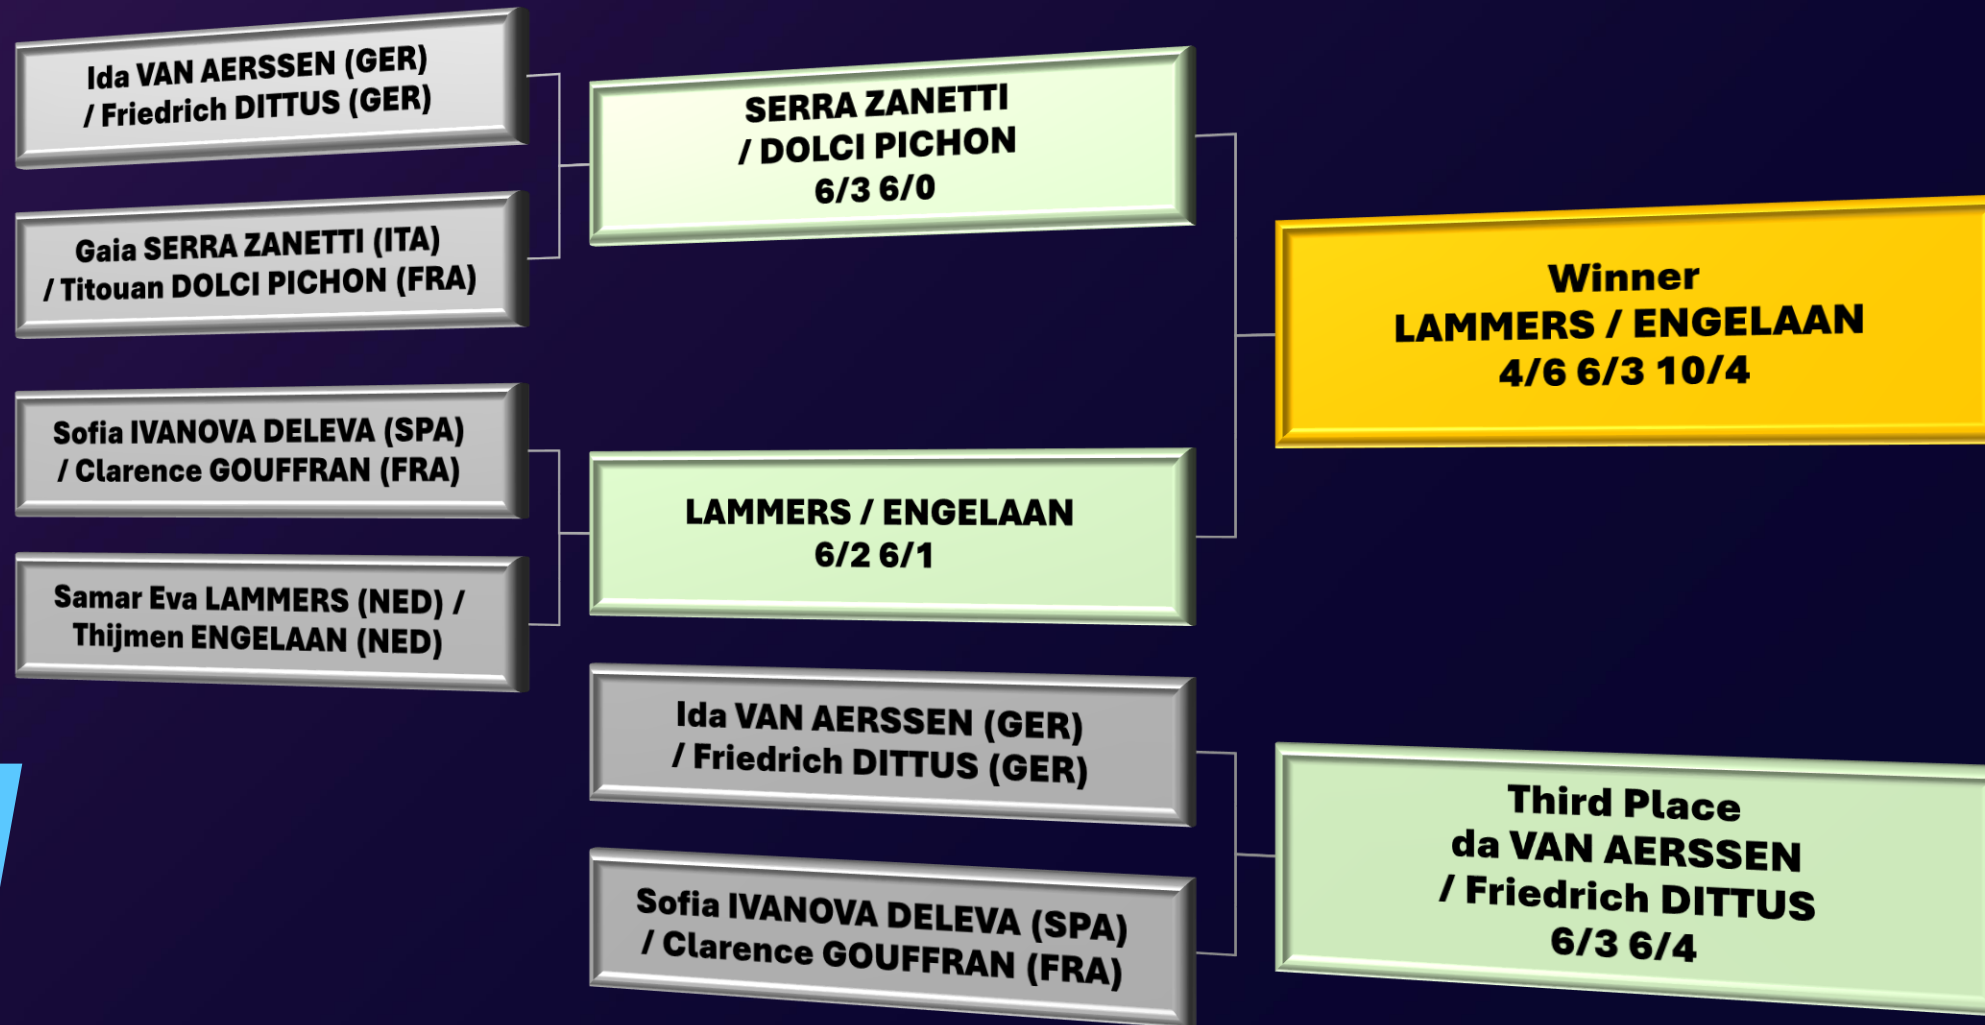 Ida VAN AERSSEN (GER)
/ Friedrich DITTUS (GER)
Gaia SERRA ZANETTI (ITA)
/ Titouan DOLCI PICHON (FRA)
Sofia IVANOVA DELEVA (SPA)
/ Clarence GOUFFRAN (FRA)
Samar Eva LAMMERS (NED) /
Thijmen ENGELAAN (NED)
SERRA ZANETTI
/ DOLCI PICHON
6/3 6/0
LAMMERS / ENGELAAN
6/2 6/1
Ida VAN AERSSEN (GER)
/ Friedrich DITTUS (GER)
Sofia IVANOVA DELEVA (SPA)
/ Clarence GOUFFRAN (FRA)
Winner
LAMMERS / ENGELAAN
4/6 6/3 10/4
Third Place
da VAN AERSSEN
/ Friedrich DITTUS
6/3 6/4